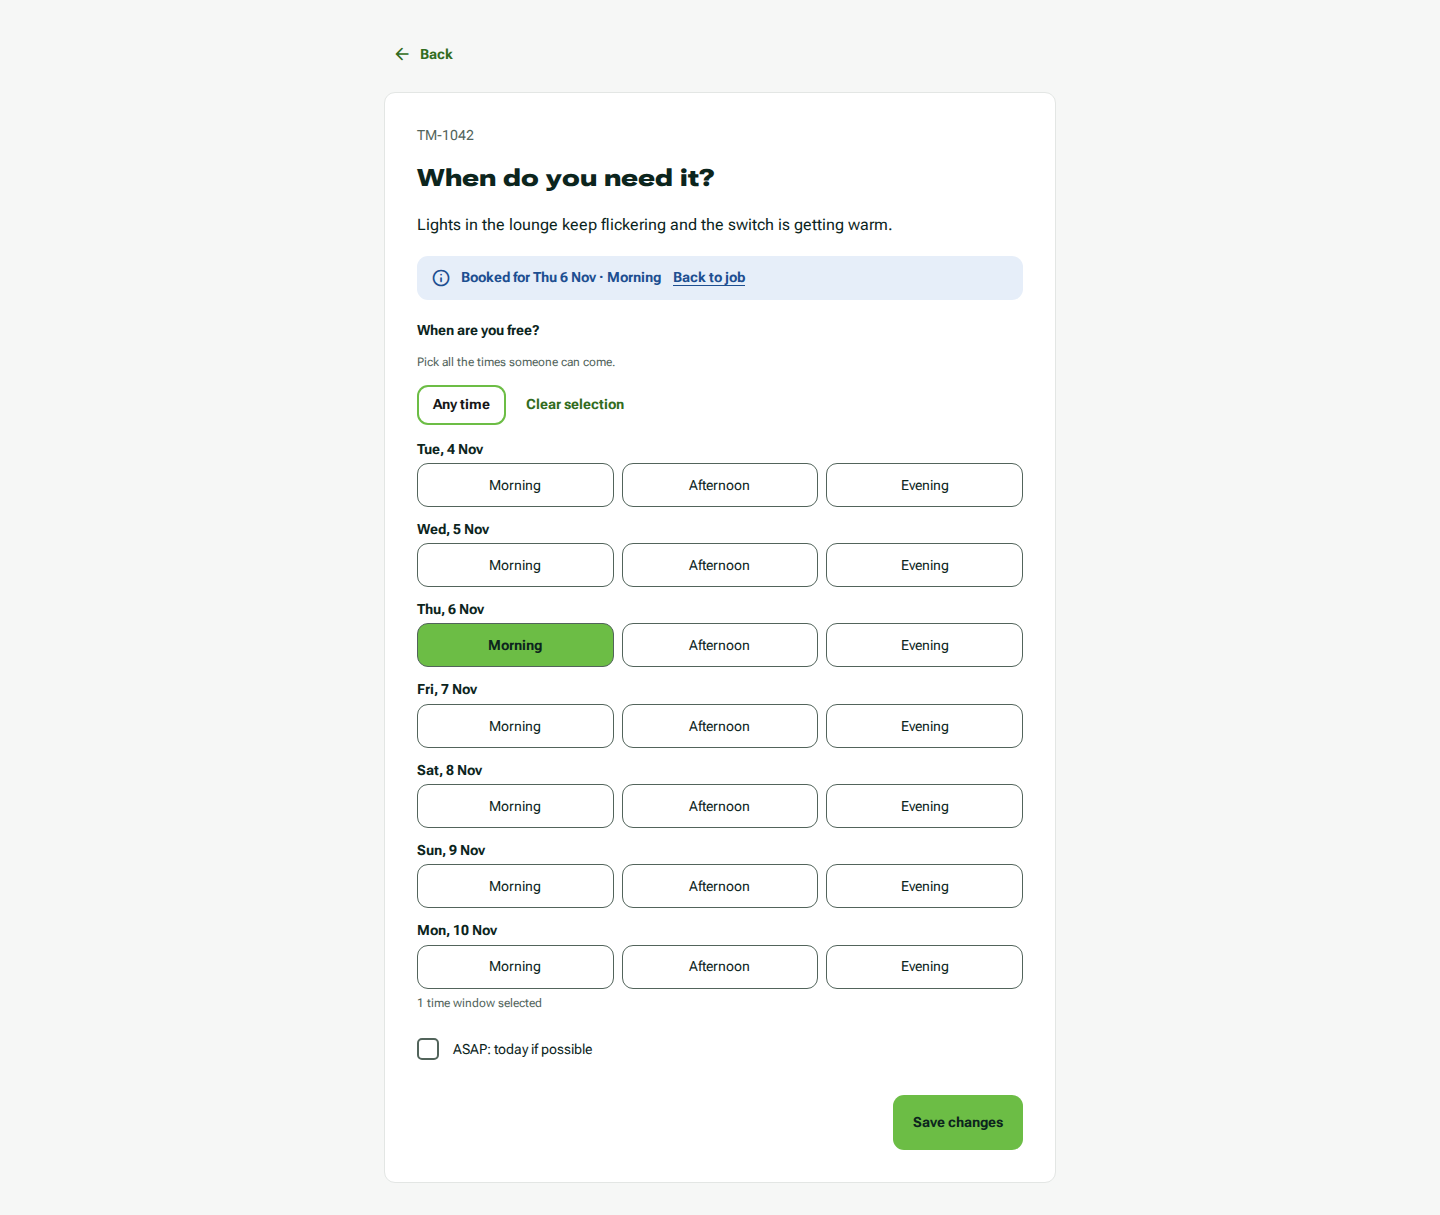 Back
TM-1042
When do you need it?
Lights in the lounge keep flickering and the switch is getting warm.
Booked for Thu 6 Nov · Morning Back to job
When are you free?
Pick all the times someone can come.
Any time Clear selection
Tue, 4 Nov
Morning Afternoon Evening
Wed, 5 Nov
Morning Afternoon Evening
Thu, 6 Nov
Morning Afternoon Evening
Fri, 7 Nov
Morning Afternoon Evening
Sat, 8 Nov
Morning Afternoon Evening
Sun, 9 Nov
Morning Afternoon Evening
Mon, 10 Nov
Morning Afternoon Evening
1 time window selected
ASAP: today if possible
Save changes